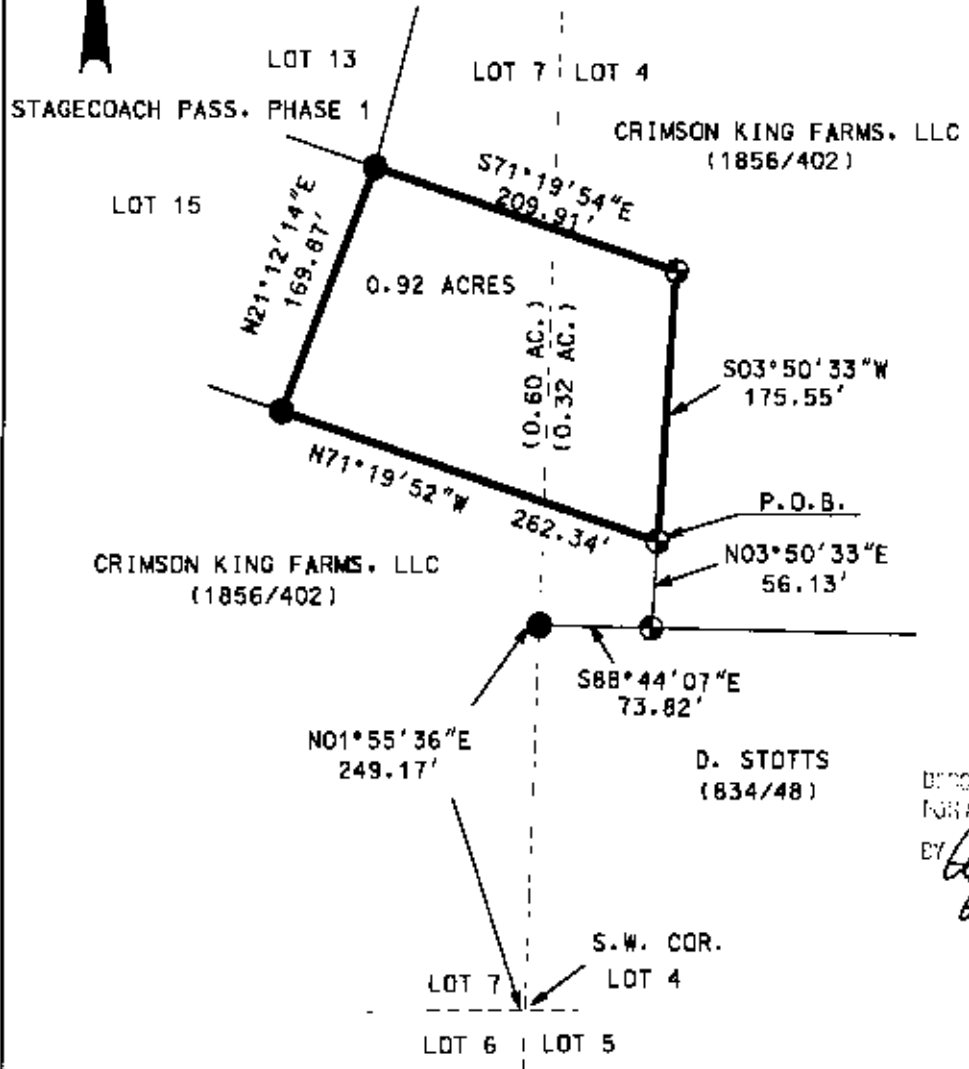 LOT 13
LOT 7 LOT 4
STAGECOACH PASS. PHASE 1
CRIMSON KING FARMS. LLC
(1856/402)
LOT 15
S71°19'54"E
209.91'
N21°12'14"E
169.87'
0.92 ACRES
(0.60 AC.)
(0.32 AC.)
S03°50'33"W
175.55'
N71°19'52"W
262.34'
P.O.B.
N03°50'33"E
56.13'
CRIMSON KING FARMS. LLC
(1856/402)
S88°44'07"E
73.82'
N01°55'36"E
249.17'
D. STOTTS
(834/48)
BY
S.W. COR.
LOT 4
LOT 7
LOT 6 LOT 5